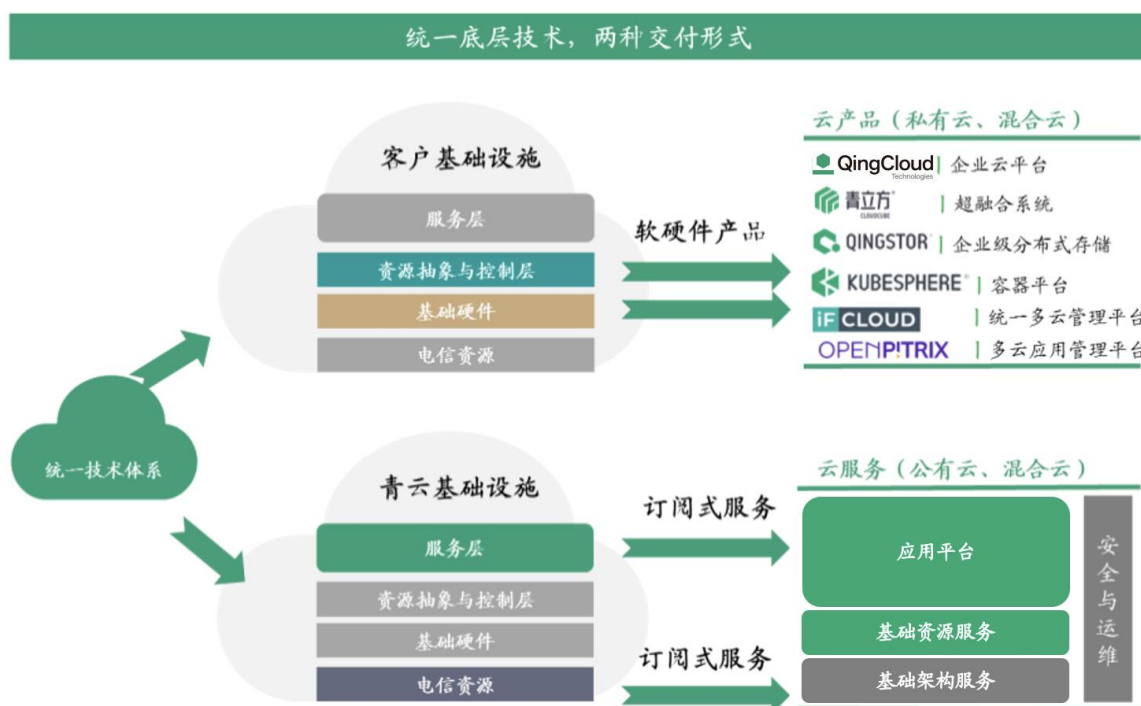 统一底层技术，两种交付形式
客户基础设施
服务层
资源抽象与控制层
基础硬件
电信资源
软硬件产品
云产品（私有云、混合云）
QingCloud Technologies | 企业云平台
青立方 CLOUDCUBE | 超融合系统
QINGSTOR | 企业级分布式存储
KUBESPHERE | 容器平台
iF CLOUD | 统一多云管理平台
OPENPITRIX | 多云应用管理平台
统一技术体系
青云基础设施
服务层
资源抽象与控制层
基础硬件
电信资源
订阅式服务
订阅式服务
云服务（公有云、混合云）
应用平台
基础资源服务
基础架构服务
安全与运维